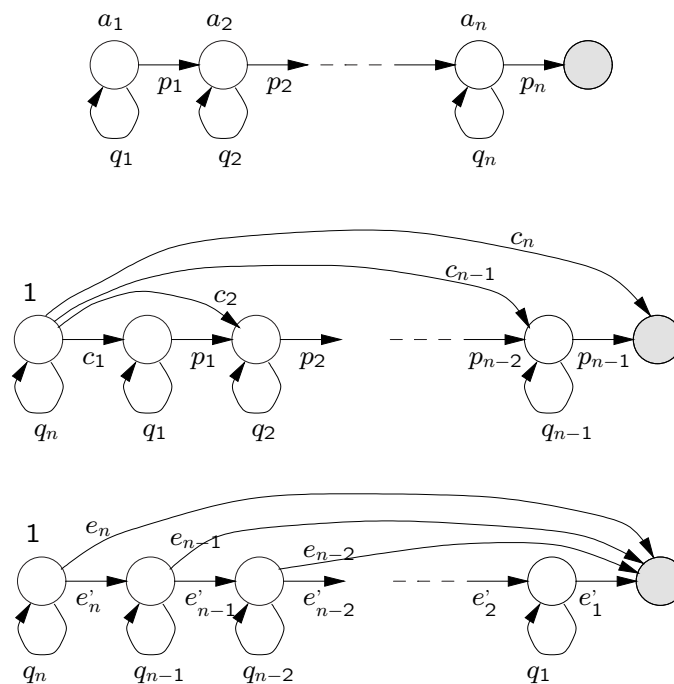 a₁ a₂ aₙ
p₁ p₂ pₙ
q₁ q₂ qₙ
cₙ
cₙ₋₁
1 c₂
c₁ p₁ p₂ pₙ₋₂ pₙ₋₁
qₙ q₁ q₂ qₙ₋₁
1 eₙ eₙ₋₁ eₙ₋₂
e'ₙ e'ₙ₋₁ e'ₙ₋₂ e'₂ e'₁
qₙ qₙ₋₁ qₙ₋₂ q₁